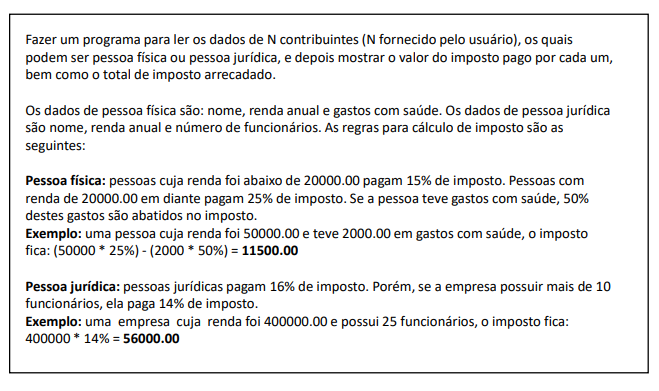 Fazer um programa para ler os dados de N contribuintes (N fornecido pelo usuário), os quais
podem ser pessoa física ou pessoa jurídica, e depois mostrar o valor do imposto pago por cada um,
bem como o total de imposto arrecadado.
Os dados de pessoa física são: nome, renda anual e gastos com saúde. Os dados de pessoa jurídica
são nome, renda anual e número de funcionários. As regras para cálculo de imposto são as
seguintes:
Pessoa física: pessoas cuja renda foi abaixo de 20000.00 pagam 15% de imposto. Pessoas com
renda de 20000.00 em diante pagam 25% de imposto. Se a pessoa teve gastos com saúde, 50%
destes gastos são abatidos no imposto.
Exemplo: uma pessoa cuja renda foi 50000.00 e teve 2000.00 em gastos com saúde, o imposto
fica: (50000 * 25%) - (2000 * 50%) = 11500.00
Pessoa jurídica: pessoas jurídicas pagam 16% de imposto. Porém, se a empresa possuir mais de 10
funcionários, ela paga 14% de imposto.
Exemplo: uma empresa cuja renda foi 400000.00 e possui 25 funcionários, o imposto fica:
400000 * 14% = 56000.00